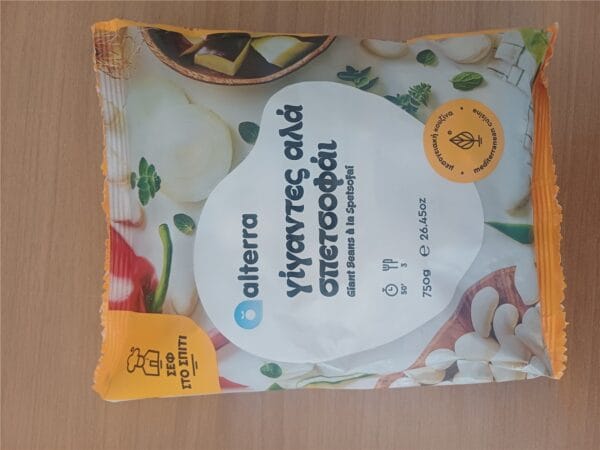 ΣΕΦ
ΣΤΟ ΣΠΙΤΙ
alterra
γίγαντες αλά
σπετσοφάι
Giant Beans à la Spetsofai
50'
3
750g e 26.45oz
μεσογειακή κουζίνα
mediterranean cuisine